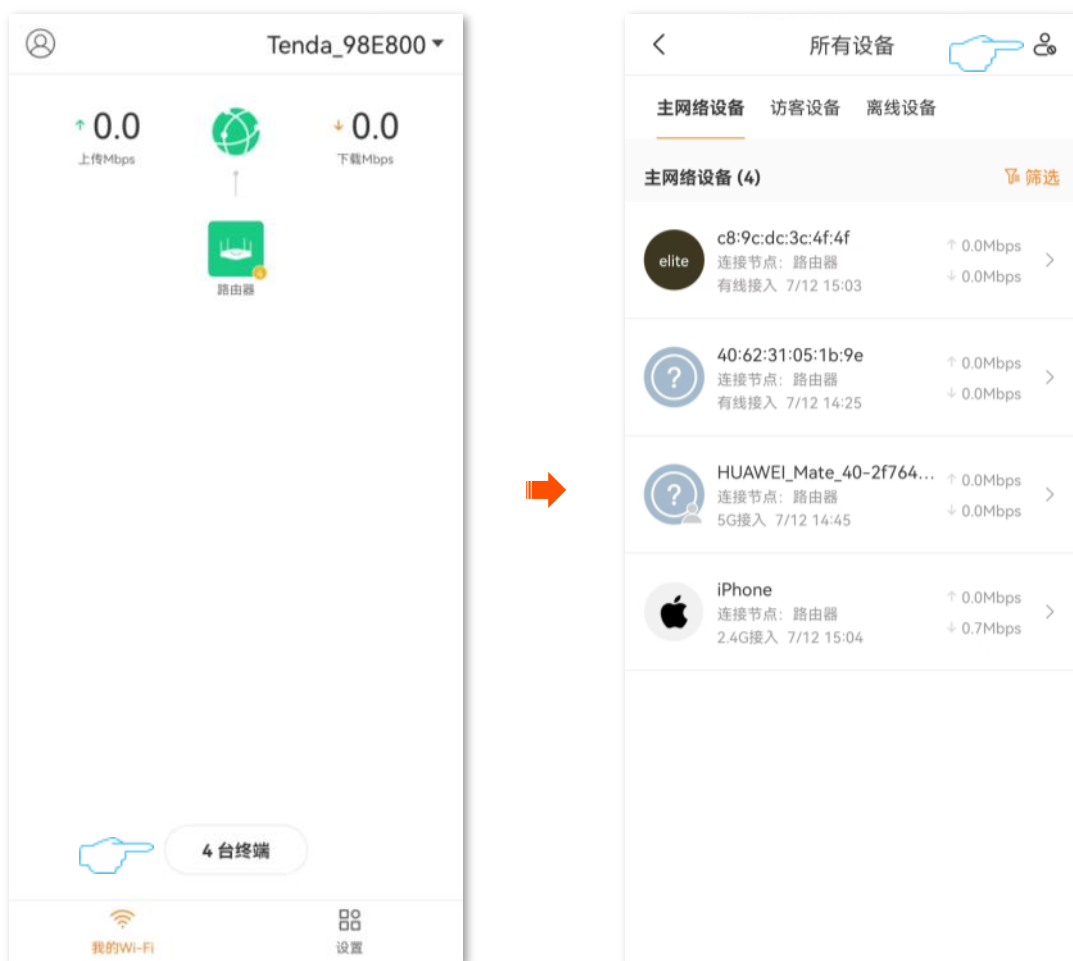 Tenda_98E800
0.0
上传Mbps
0.0
下载Mbps
4
路由器
4 台终端
我的Wi-Fi
设置
所有设备
主网络设备 访客设备 离线设备
主网络设备 (4)
筛选
elite
c8:9c:dc:3c:4f:4f
连接节点：路由器
有线接入 7/12 15:03
↑ 0.0Mbps
↓ 0.0Mbps
?
40:62:31:05:1b:9e
连接节点：路由器
有线接入 7/12 14:25
↑ 0.0Mbps
↓ 0.0Mbps
?
HUAWEI_Mate_40-2f764...
连接节点：路由器
5G接入 7/12 14:45
↑ 0.0Mbps
↓ 0.0Mbps
iPhone
连接节点：路由器
2.4G接入 7/12 15:04
↑ 0.0Mbps
↓ 0.7Mbps